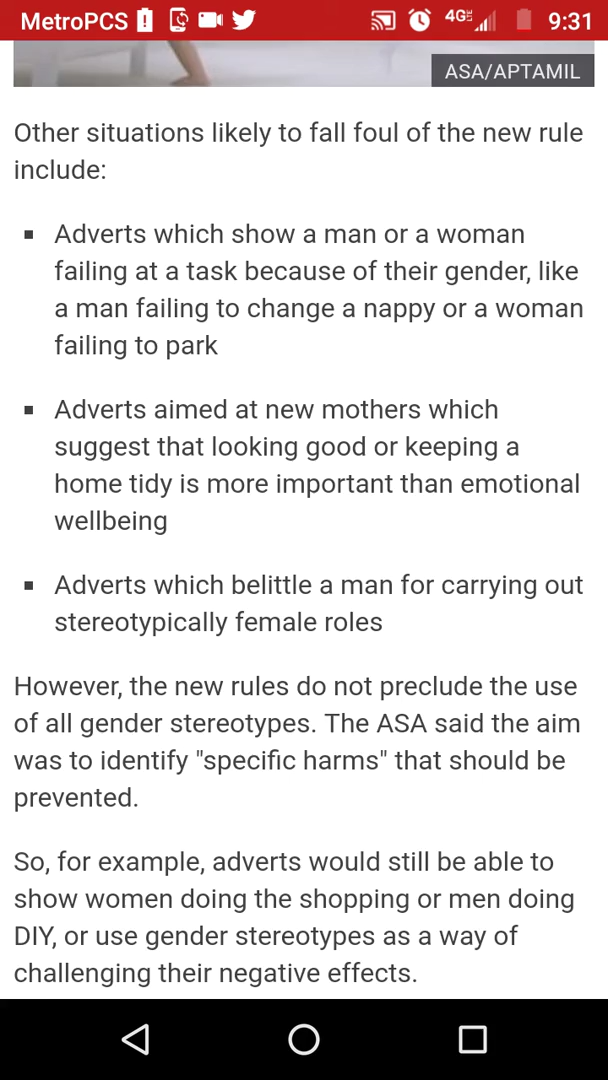 MetroPCS 4GLTE 9:31
ASA/APTAMIL
Other situations likely to fall foul of the new rule
include:
▪ Adverts which show a man or a woman
failing at a task because of their gender, like
a man failing to change a nappy or a woman
failing to park
▪ Adverts aimed at new mothers which
suggest that looking good or keeping a
home tidy is more important than emotional
wellbeing
▪ Adverts which belittle a man for carrying out
stereotypically female roles
However, the new rules do not preclude the use
of all gender stereotypes. The ASA said the aim
was to identify "specific harms" that should be
prevented.
So, for example, adverts would still be able to
show women doing the shopping or men doing
DIY, or use gender stereotypes as a way of
challenging their negative effects.